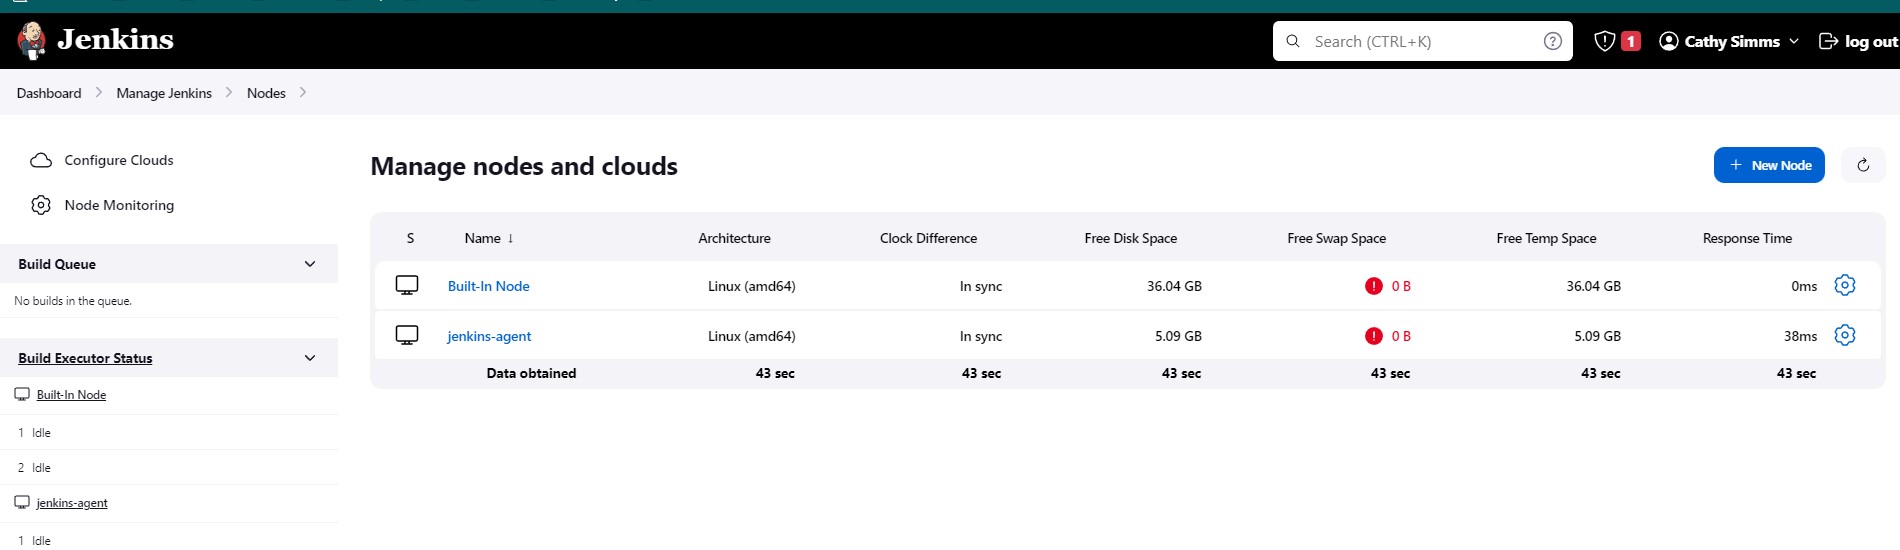 Jenkins
Search (CTRL+K)
?
1
Cathy Simms
log out
Dashboard
Manage Jenkins
Nodes
Configure Clouds
Node Monitoring
Build Queue
No builds in the queue.
Build Executor Status
Built-In Node
1 Idle
2 Idle
jenkins-agent
1 Idle
Manage nodes and clouds
+ New Node
S Name ↓ Architecture Clock Difference Free Disk Space Free Swap Space Free Temp Space Response Time
Built-In Node Linux (amd64) In sync 36.04 GB ! 0 B 36.04 GB 0ms
jenkins-agent Linux (amd64) In sync 5.09 GB ! 0 B 5.09 GB 38ms
Data obtained 43 sec 43 sec 43 sec 43 sec 43 sec 43 sec